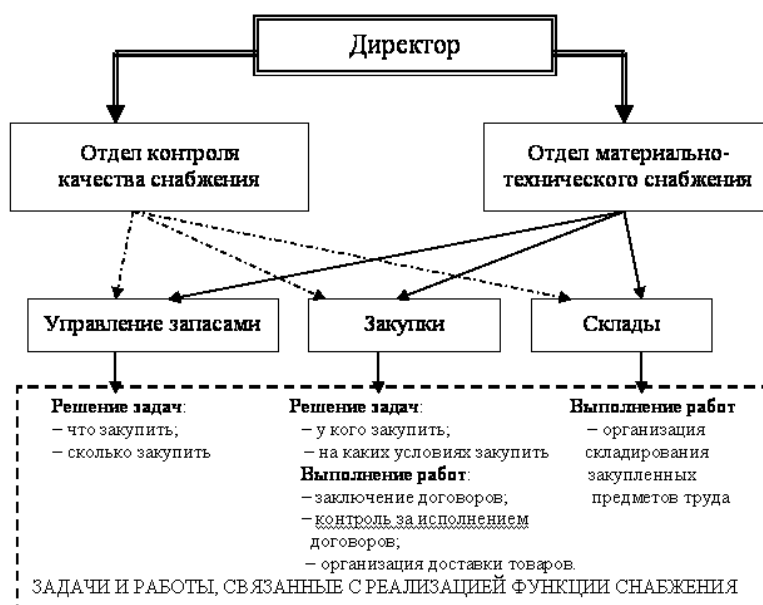 Директор
Отдел контроля
качества снабжения
Отдел материально-
технического снабжения
Управление запасами
Закупки
Склады
Решение задач:
– что закупить;
– сколько закупить
Решение задач:
– у кого закупить;
– на каких условиях закупить
Выполнение работ:
– заключение договоров;
– контроль за исполнением
договоров;
– организация доставки товаров.
Выполнение работ
– организация
складирования
закупленных
предметов труда
ЗАДАЧИ И РАБОТЫ, СВЯЗАННЫЕ С РЕАЛИЗАЦИЕЙ ФУНКЦИИ СНАБЖЕНИЯ